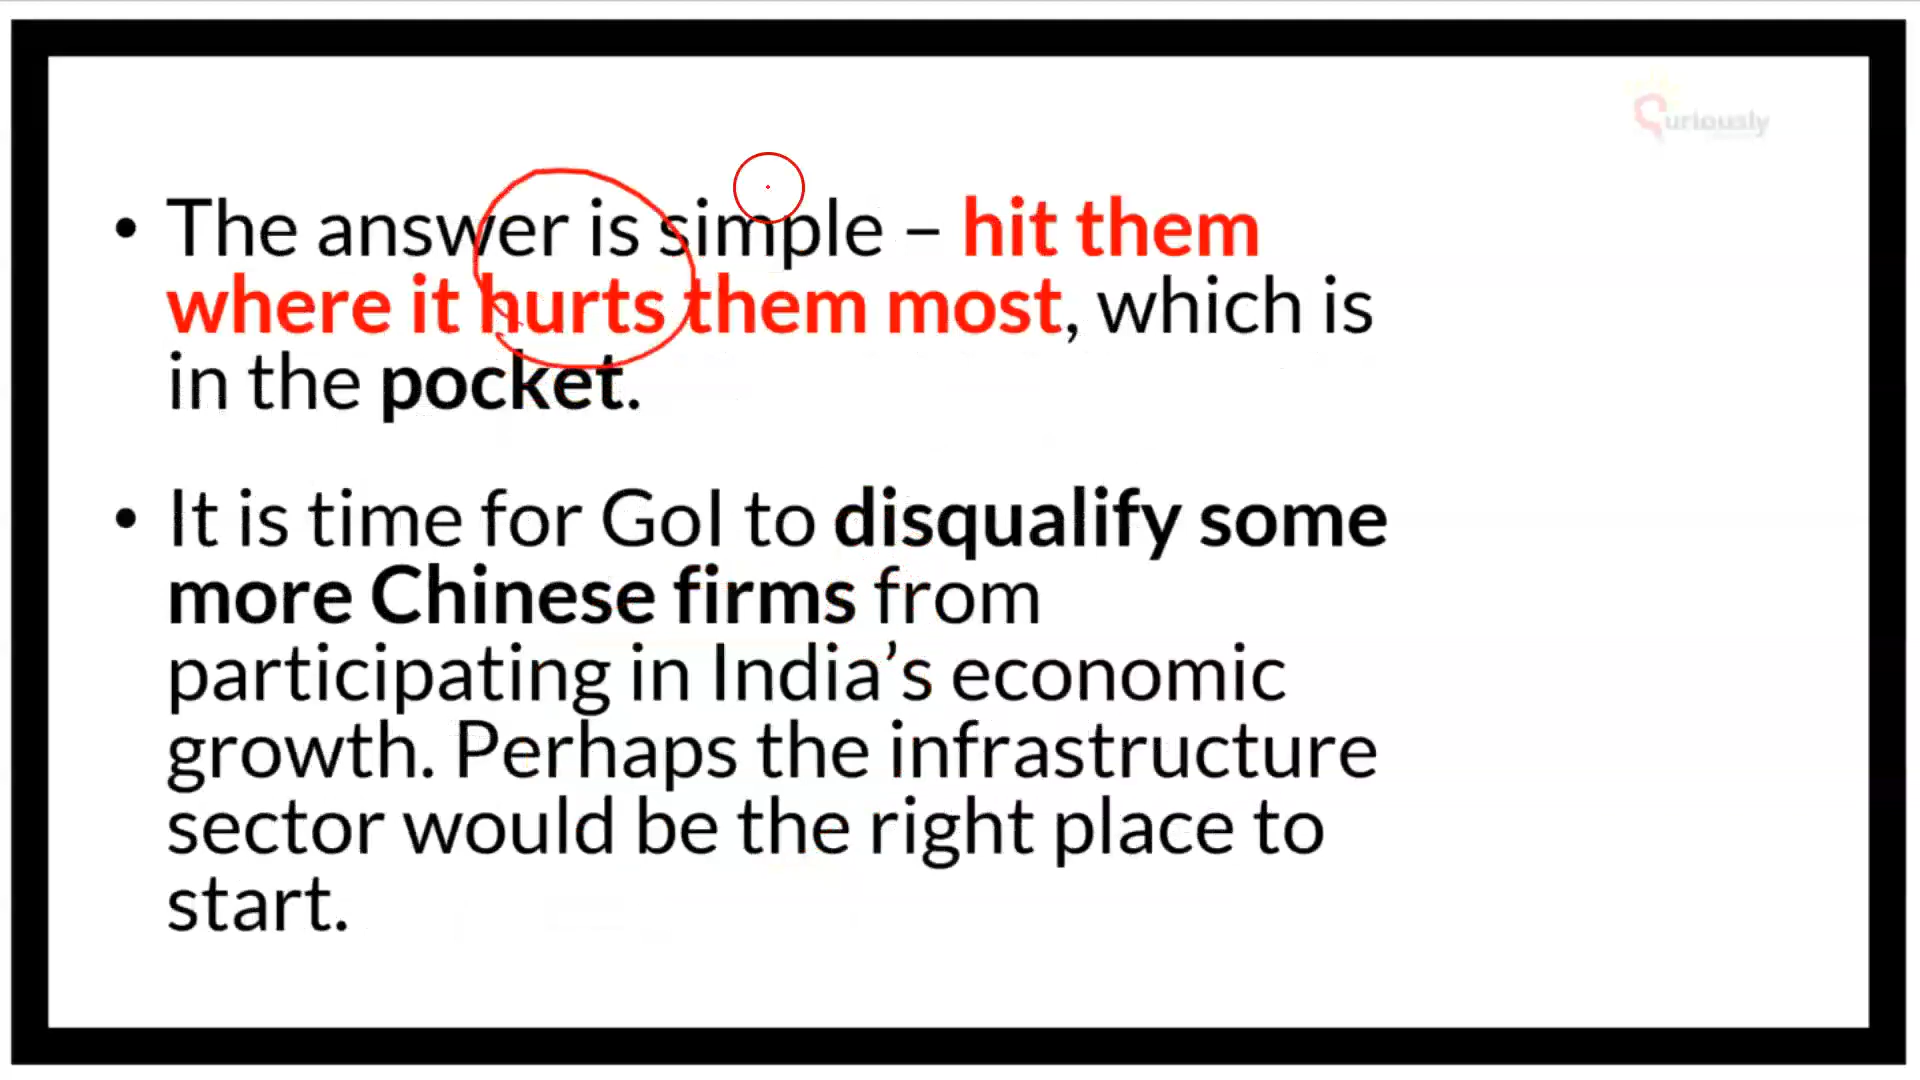 uriously
• The answer is simple – hit them
where it hurts them most, which is
in the pocket.
• It is time for GoI to disqualify some
more Chinese firms from
participating in India’s economic
growth. Perhaps the infrastructure
sector would be the right place to
start.